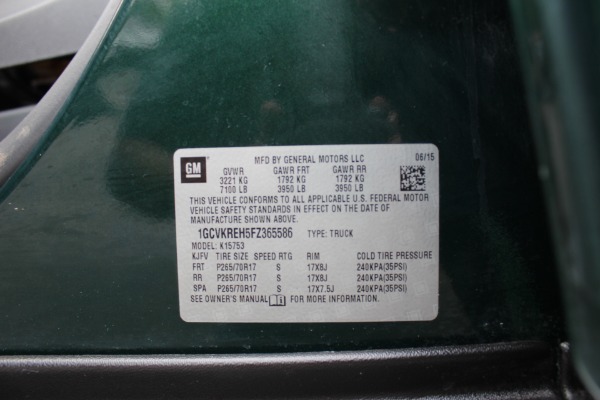 GM
MFD BY GENERAL MOTORS LLC 06/15
GVWR GAWR FRT GAWR RR
3221 KG 1792 KG 1792 KG
7100 LB 3950 LB 3950 LB
THIS VEHICLE CONFORMS TO ALL APPLICABLE U.S. FEDERAL MOTOR
VEHICLE SAFETY STANDARDS IN EFFECT ON THE DATE OF
MANUFACTURE SHOWN ABOVE.
1GCVKREH5FZ365586 TYPE: TRUCK
MODEL: K15753
KJFV TIRE SIZE SPEED RTG RIM COLD TIRE PRESSURE
FRT P265/70R17 S 17X8J 240KPA(35PSI)
RR P265/70R17 S 17X8J 240KPA(35PSI)
SPA P265/70R17 S 17X7.5J 240KPA(35PSI)
SEE OWNER'S MANUAL FOR MORE INFORMATION.